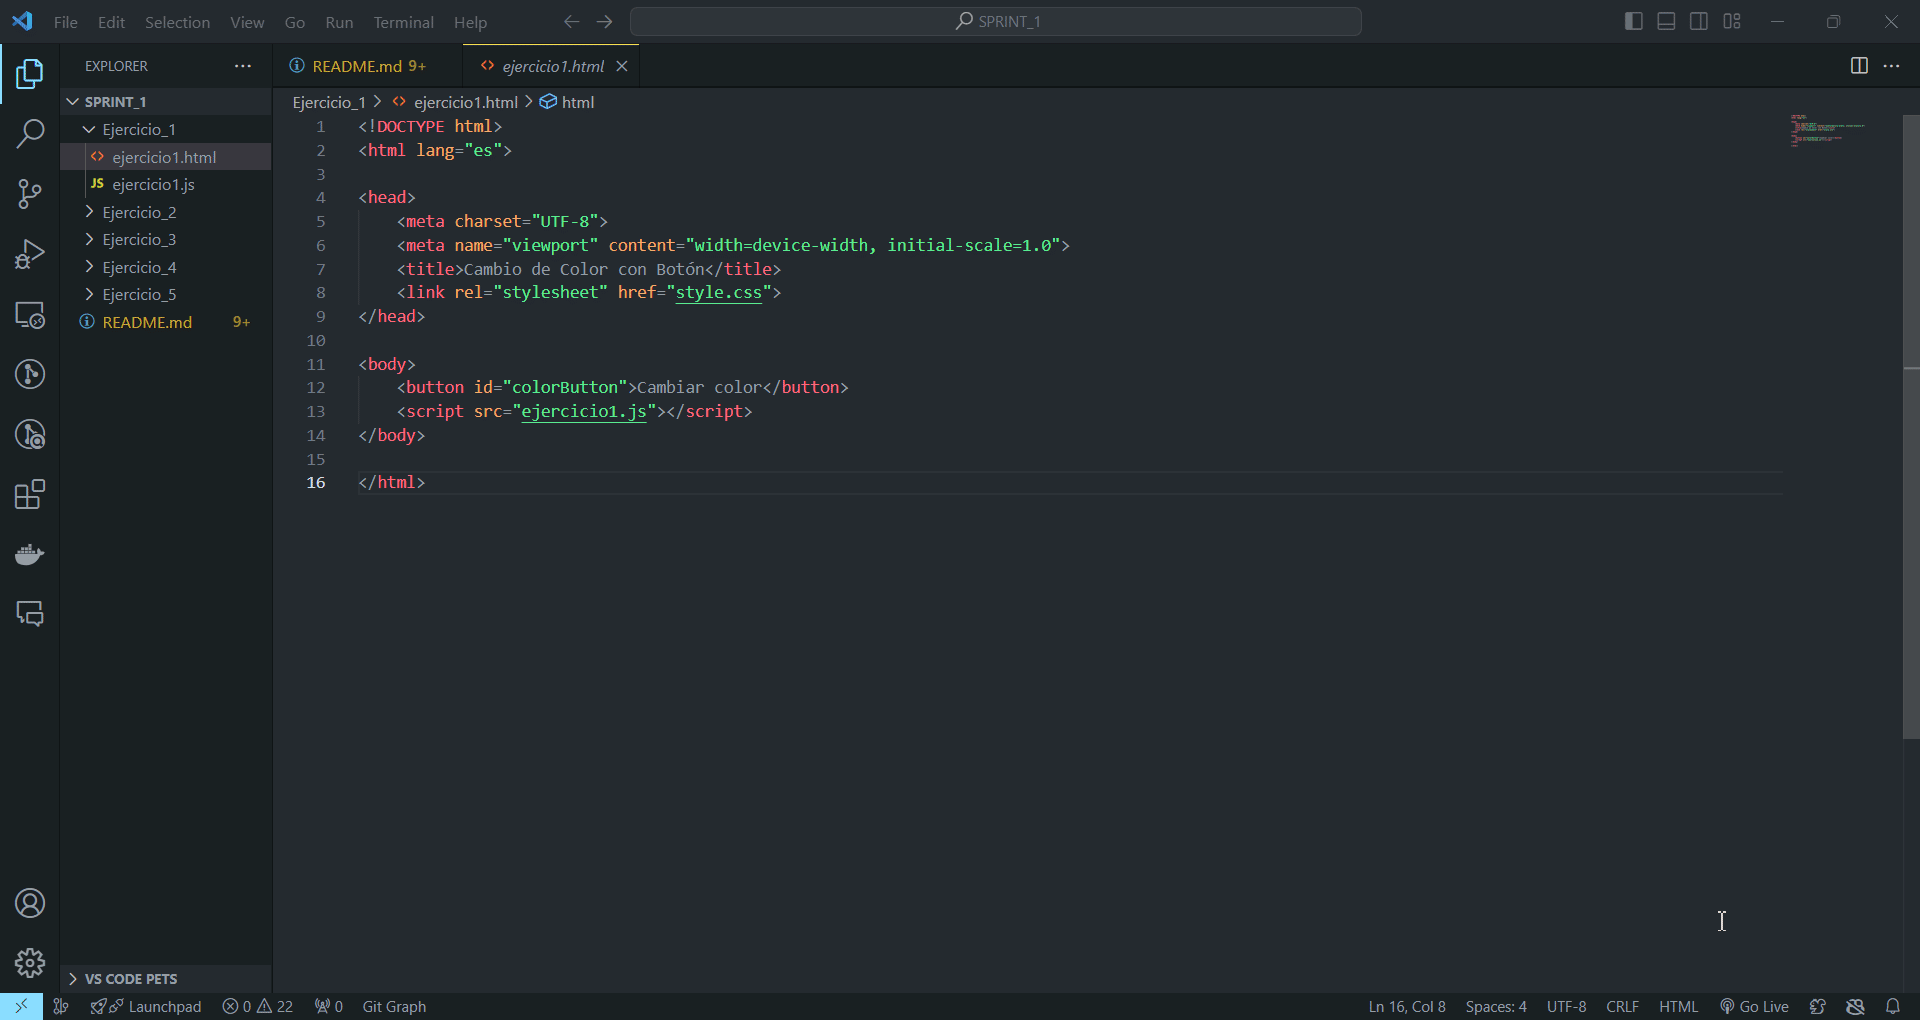 File Edit Selection View Go Run Terminal Help
SPRINT_1
EXPLORER
SPRINT_1
Ejercicio_1
ejercicio1.html
JS ejercicio1.js
Ejercicio_2
Ejercicio_3
Ejercicio_4
Ejercicio_5
README.md 9+
VS CODE PETS
README.md 9+
ejercicio1.html
Ejercicio_1 > ejercicio1.html > html
1 <!DOCTYPE html>
2 <html lang="es">
3
4 <head>
5 <meta charset="UTF-8">
6 <meta name="viewport" content="width=device-width, initial-scale=1.0">
7 <title>Cambio de Color con Botón</title>
8 <link rel="stylesheet" href="style.css">
9 </head>
10
11 <body>
12 <button id="colorButton">Cambiar color</button>
13 <script src="ejercicio1.js"></script>
14 </body>
15
16 </html>
Launchpad 0 22 0 Git Graph
Ln 16, Col 8 Spaces: 4 UTF-8 CRLF HTML Go Live